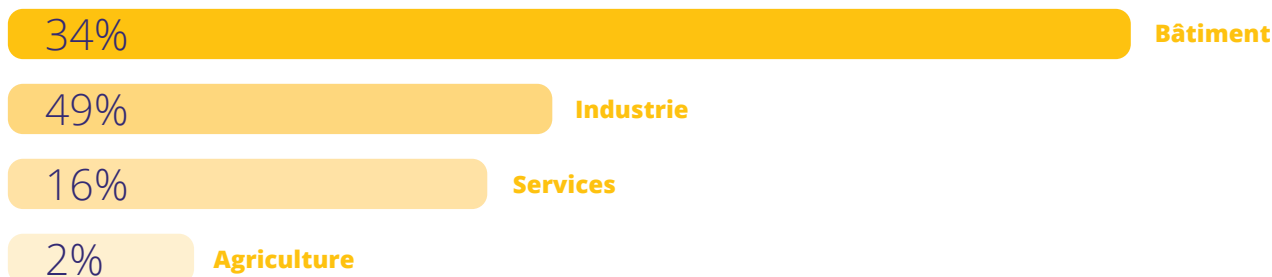 34% Bâtiment
49% Industrie
16% Services
2% Agriculture